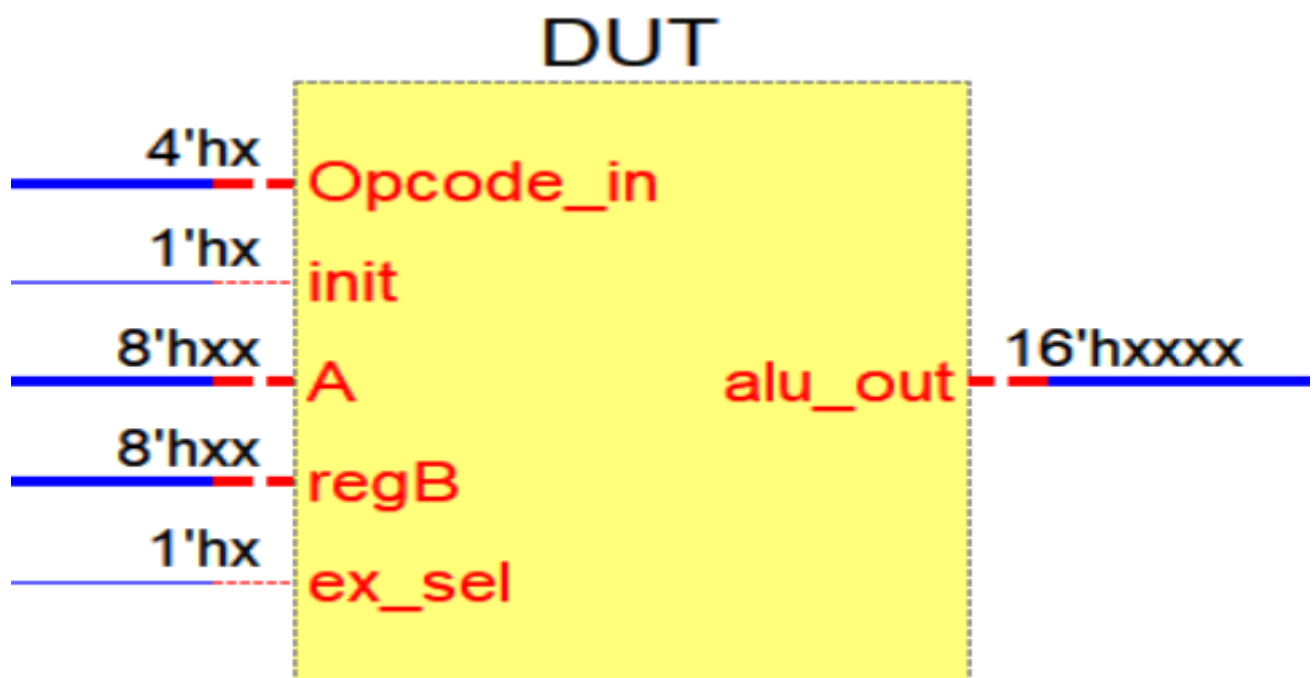 DUT
4'hx
Opcode_in
1'hx
init
8'hxx
A
alu_out
16'hxxxx
8'hxx
regB
1'hx
ex_sel